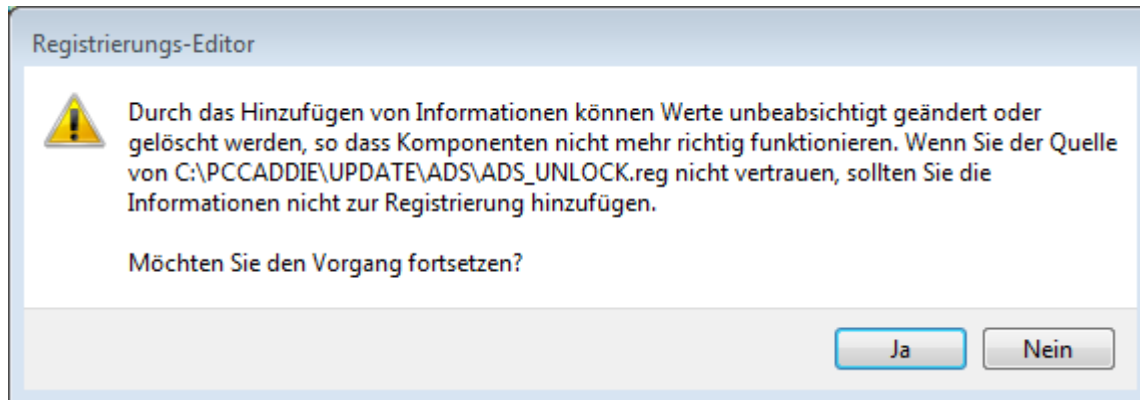 Registrierungs-Editor
Durch das Hinzufügen von Informationen können Werte unbeabsichtigt geändert oder
gelöscht werden, so dass Komponenten nicht mehr richtig funktionieren. Wenn Sie der Quelle
von C:\PCCADDIE\UPDATE\ADS\ADS_UNLOCK.reg nicht vertrauen, sollten Sie die
Informationen nicht zur Registrierung hinzufügen.
Möchten Sie den Vorgang fortsetzen?
Ja
Nein